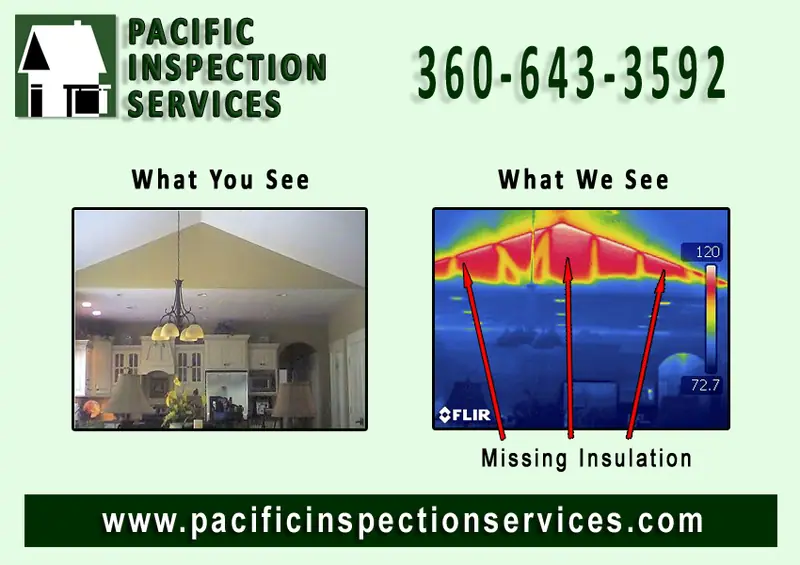 PACIFIC
INSPECTION
SERVICES
360-643-3592
What You See
What We See
120
72.7
FLIR
Missing Insulation
www.pacificinspectionservices.com